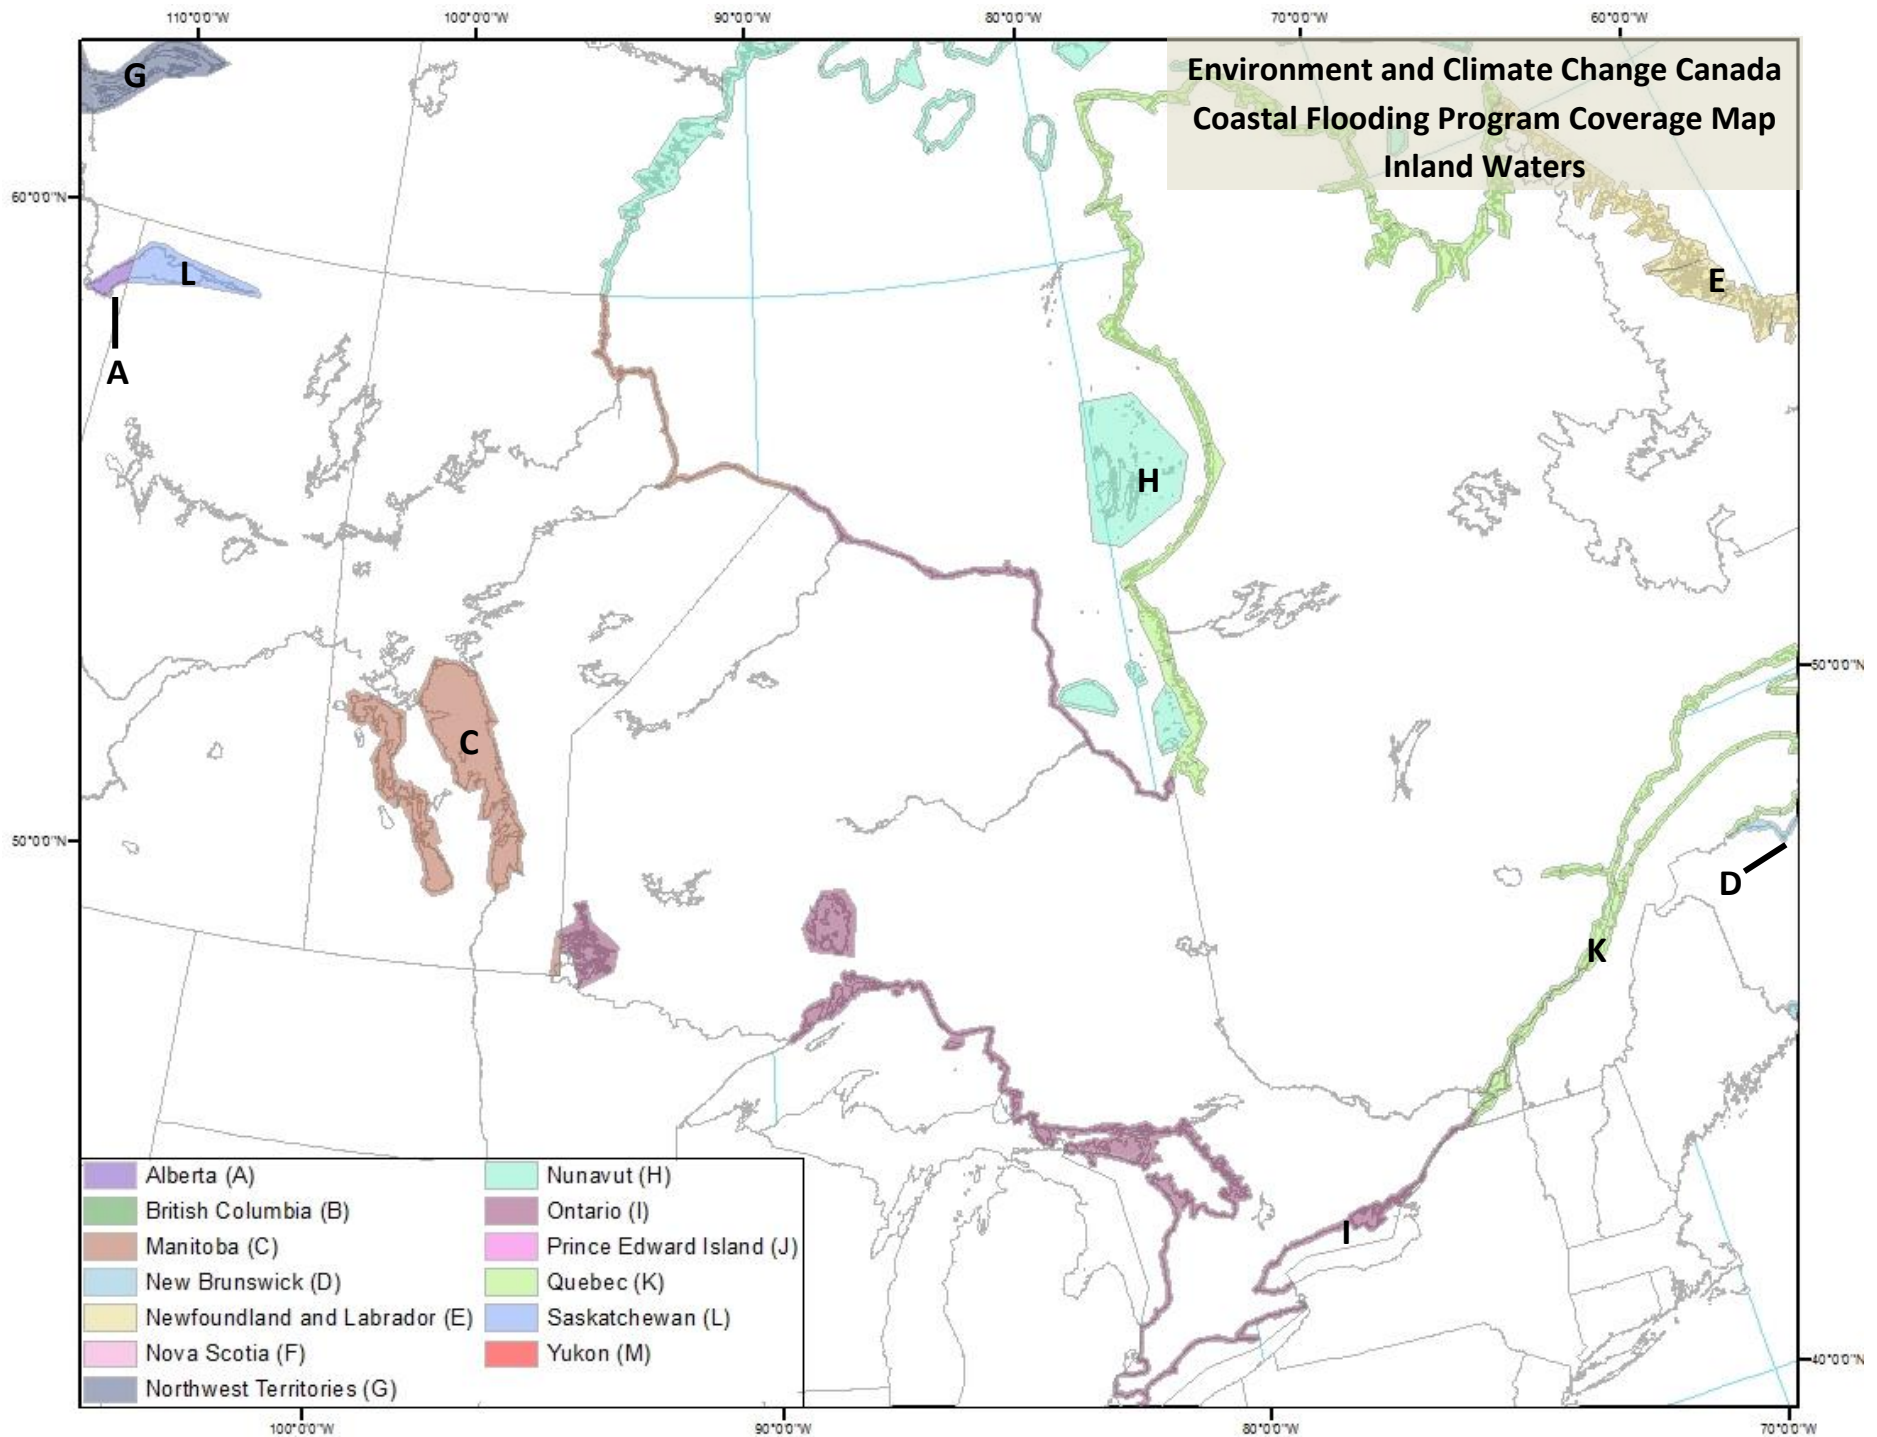 110°0'0"W 100°0'0"W 90°0'0"W 80°0'0"W 70°0'0"W 60°0'0"W
Environment and Climate Change Canada
Coastal Flooding Program Coverage Map
Inland Waters
G
60°0'0"N
L
E
A
H
50°0'0"N
C
50°0'0"N
D
K
Alberta (A)
British Columbia (B)
Manitoba (C)
New Brunswick (D)
Newfoundland and Labrador (E)
Nova Scotia (F)
Northwest Territories (G)
Nunavut (H)
Ontario (I)
Prince Edward Island (J)
Quebec (K)
Saskatchewan (L)
Yukon (M)
I
40°0'0"N
100°0'0"W 90°0'0"W 80°0'0"W 70°0'0"W